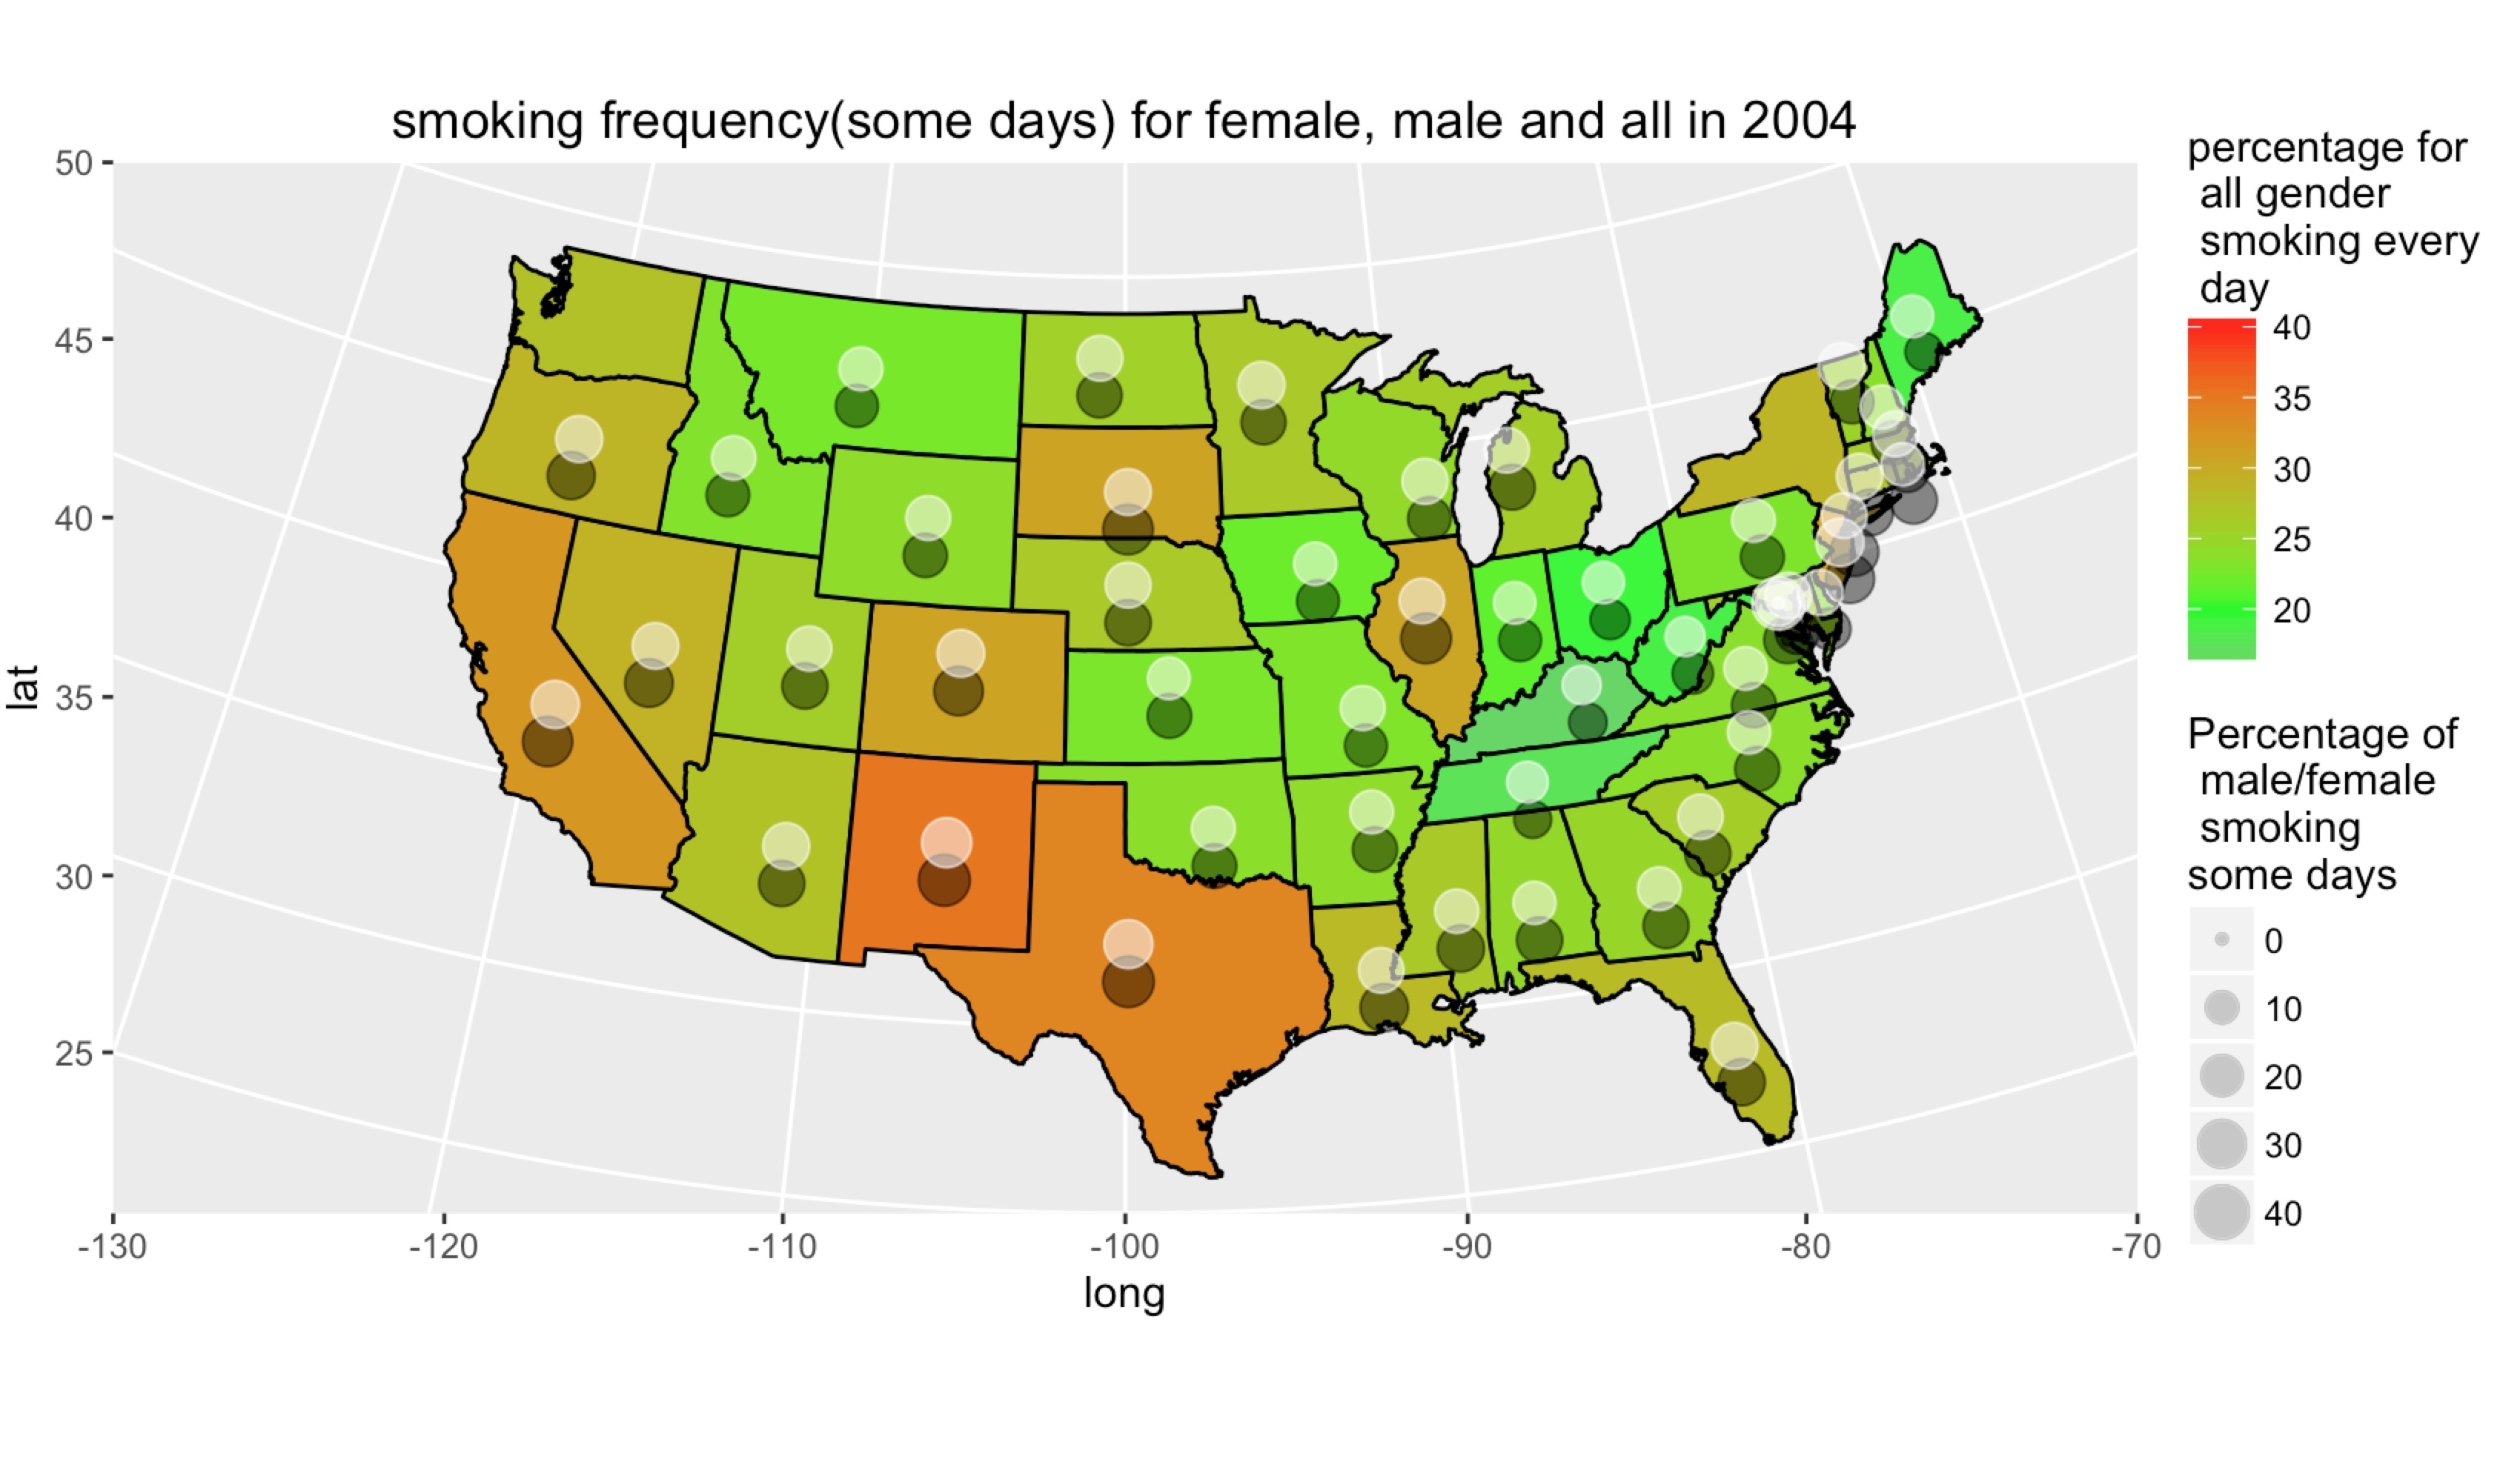 smoking frequency(some days) for female, male and all in 2004
50
45
40
35
30
25
lat
-130
-120
-110
-100
-90
-80
-70
long
percentage for
all gender
smoking every
day
40
35
30
25
20
Percentage of
male/female
smoking
some days
0
10
20
30
40